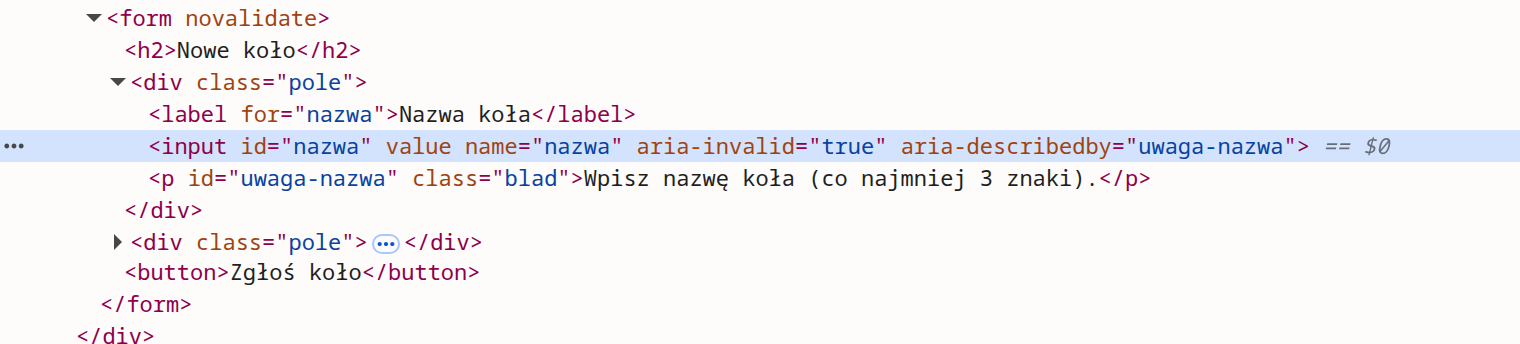 <form novalidate>
<h2>Nowe koło</h2>
<div class="pole">
<label for="nazwa">Nazwa koła</label>
<input id="nazwa" value name="nazwa" aria-invalid="true" aria-describedby="uwaga-nazwa"> == $0
<p id="uwaga-nazwa" class="blad">Wpisz nazwę koła (co najmniej 3 znaki).</p>
</div>
<div class="pole">…</div>
<button>Zgłoś koło</button>
</form>
</div>